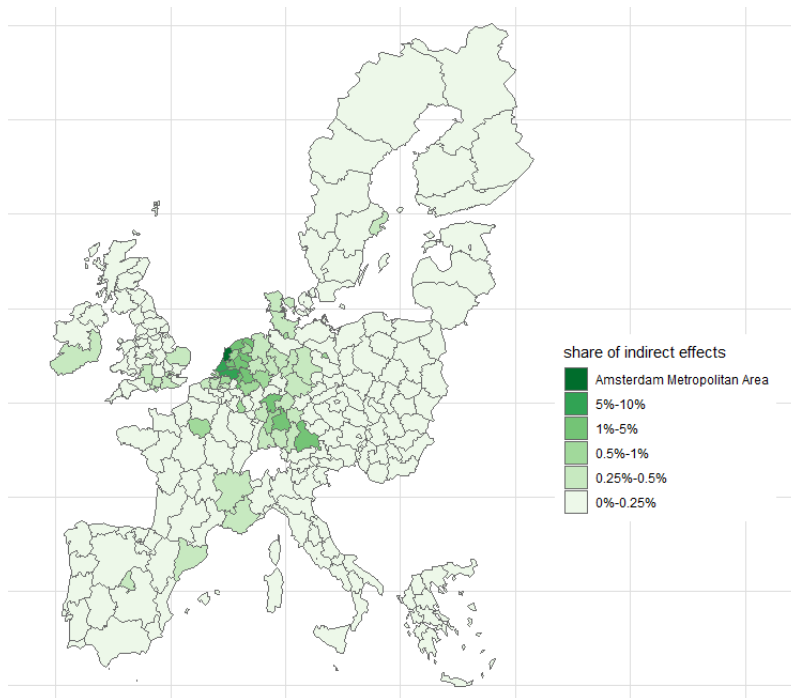 share of indirect effects
Amsterdam Metropolitan Area
5%-10%
1%-5%
0.5%-1%
0.25%-0.5%
0%-0.25%